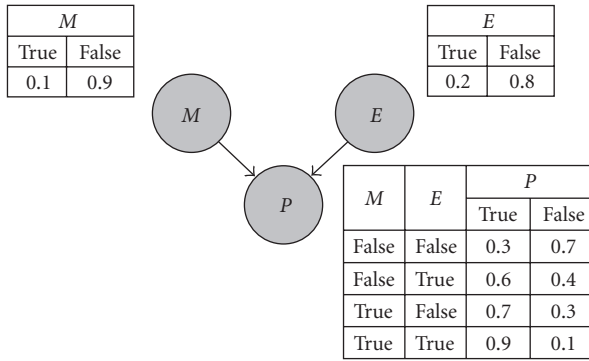 M
True False
0.1 0.9
E
True False
0.2 0.8
M
E
P
M E P
True False
False False 0.3 0.7
False True 0.6 0.4
True False 0.7 0.3
True True 0.9 0.1